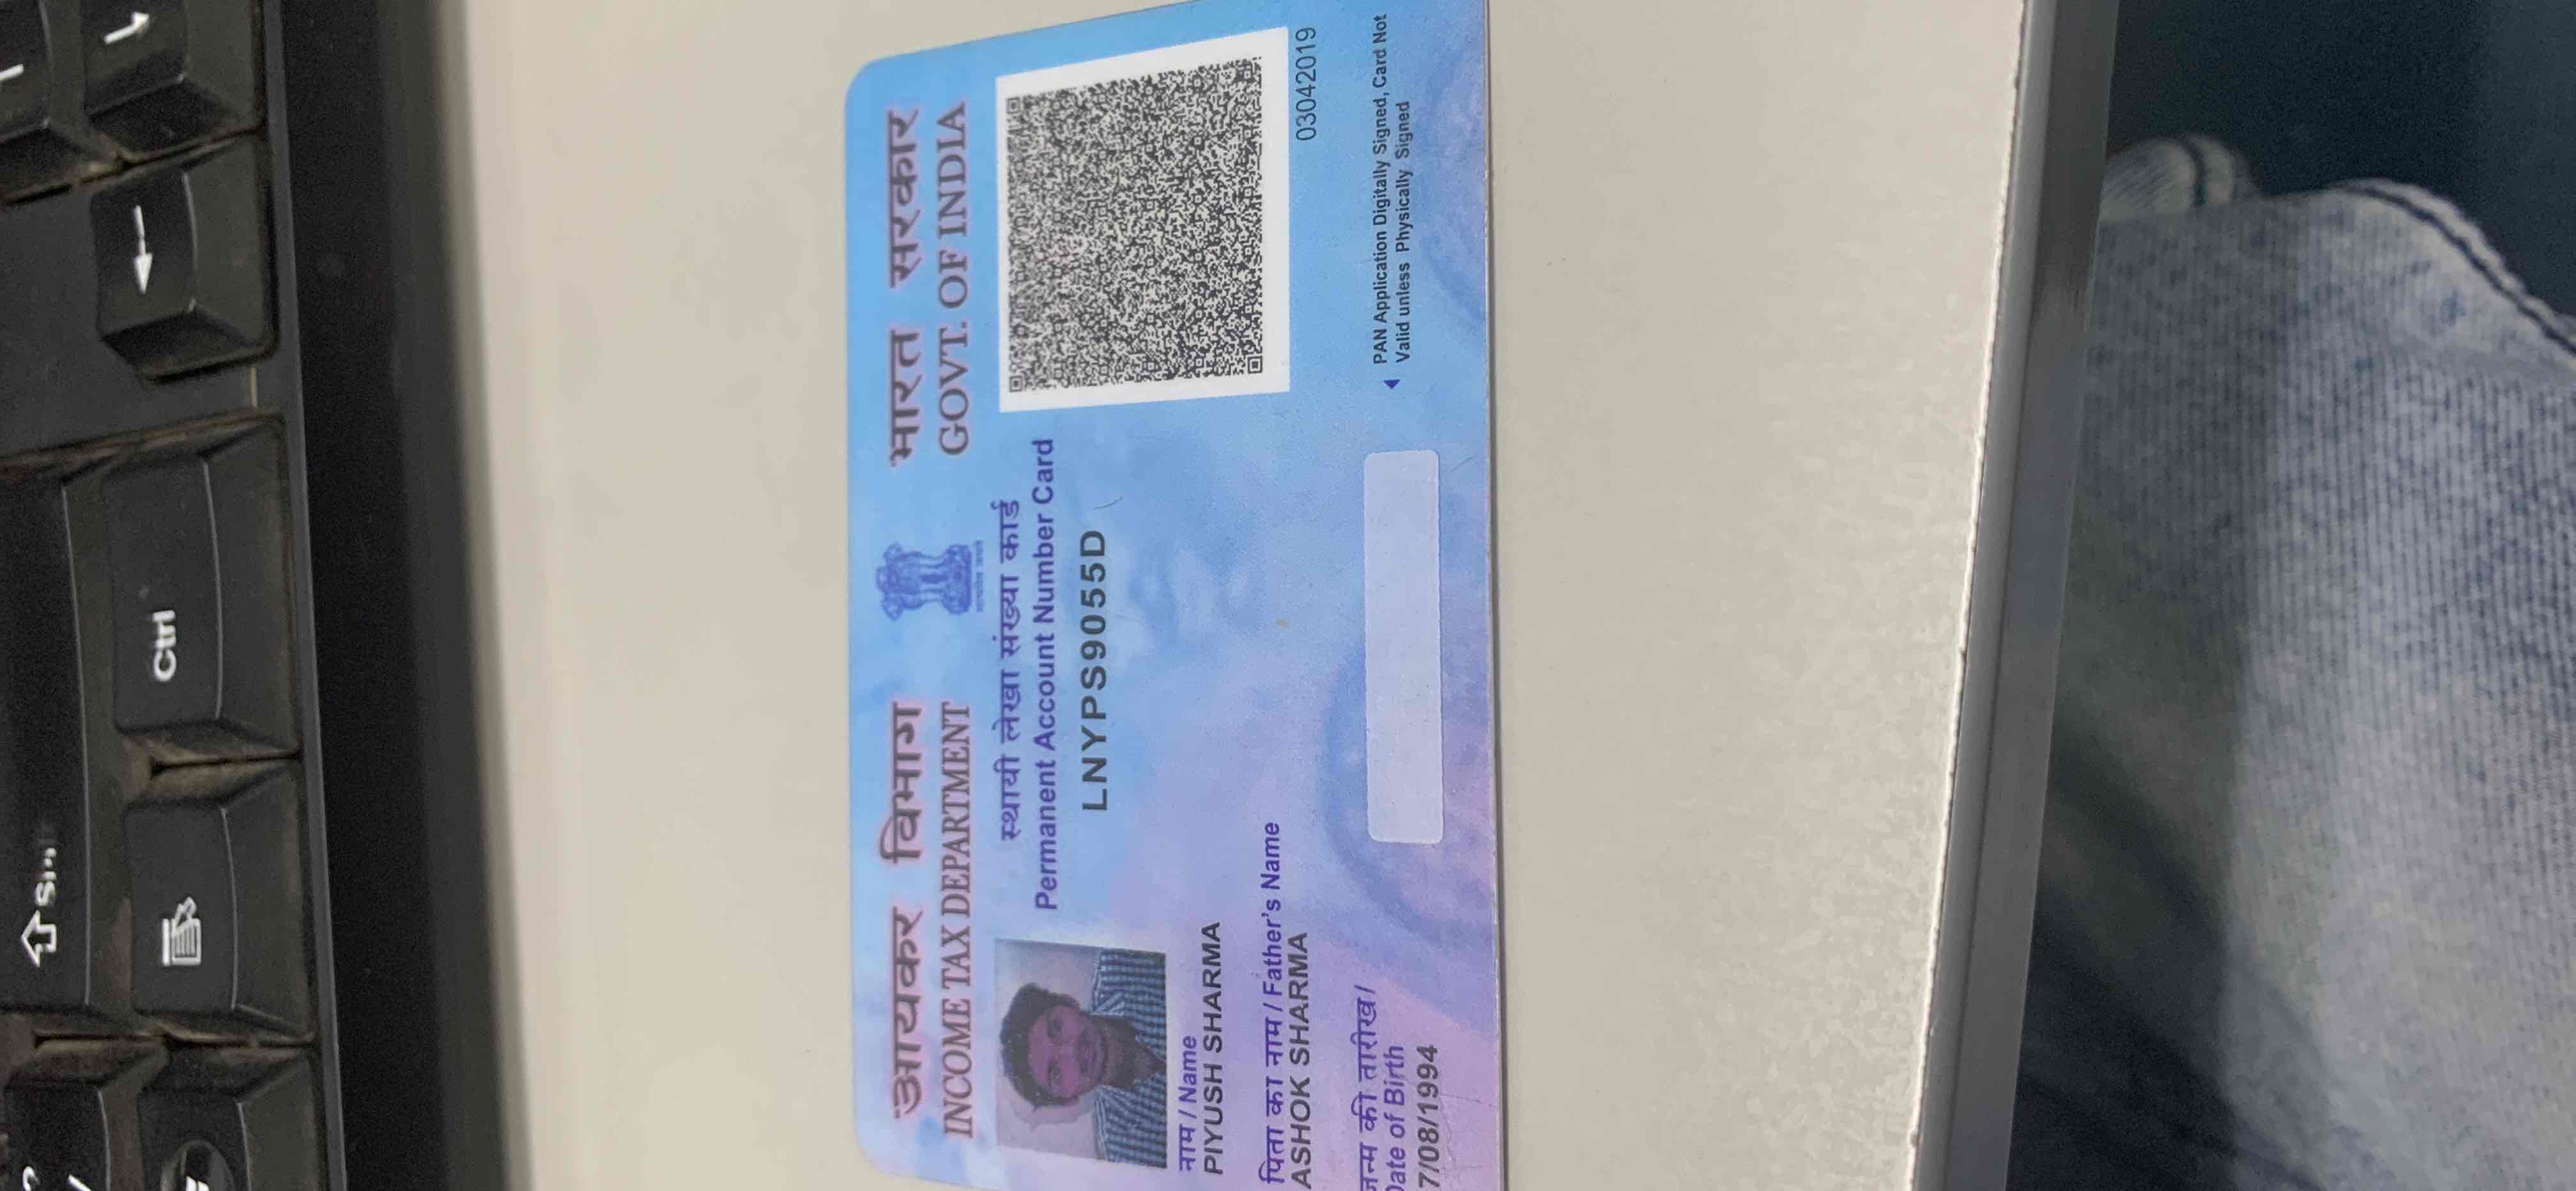 ?
/
⇧ Shift
Ctrl
आयकर विभाग
INCOME TAX DEPARTMENT
सत्यमेव जयते
भारत सरकार
GOVT. OF INDIA
स्थायी लेखा संख्या कार्ड
Permanent Account Number Card
LNYPS9055D
नाम / Name
PIYUSH SHARMA
पिता का नाम / Father's Name
ASHOK SHARMA
03042019
जन्म की तारीख/
Date of Birth
7/08/1994
PAN Application Digitally Signed, Card Not
Valid unless Physically Signed